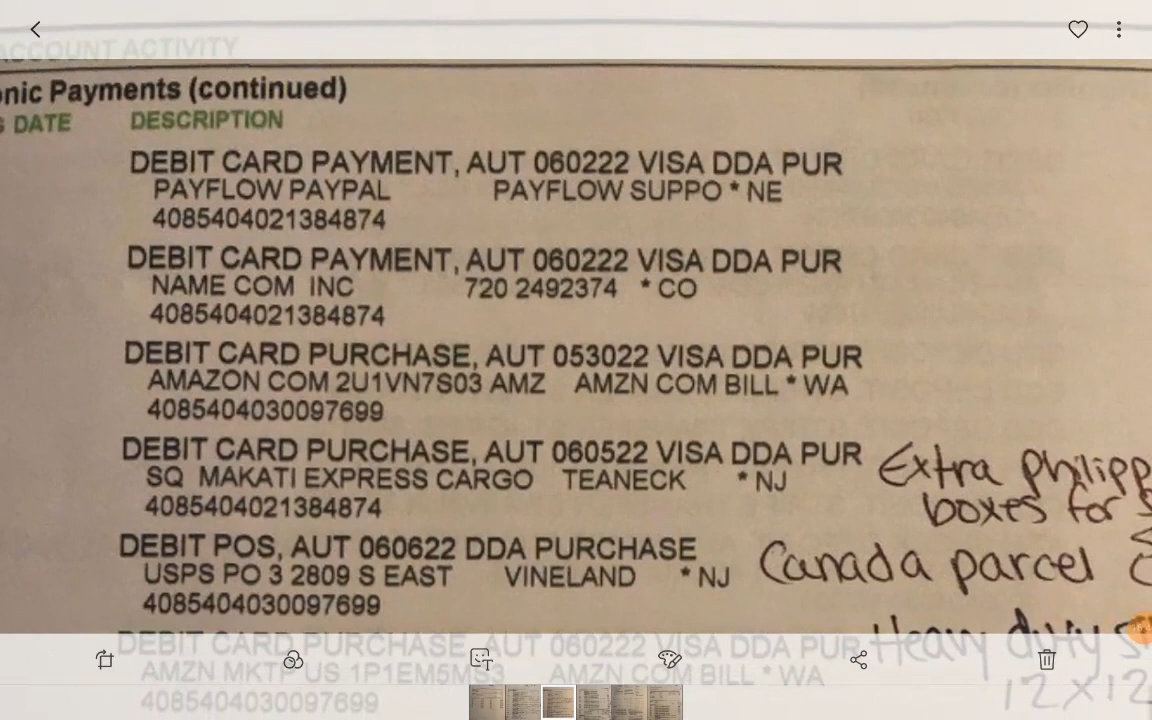 ACCOUNT ACTIVITY
onic Payments (continued)
G DATE DESCRIPTION
DEBIT CARD PAYMENT, AUT 060222 VISA DDA PUR
PAYFLOW PAYPAL PAYFLOW SUPPO * NE
4085404021384874
DEBIT CARD PAYMENT, AUT 060222 VISA DDA PUR
NAME COM INC 720 2492374 * CO
4085404021384874
DEBIT CARD PURCHASE, AUT 053022 VISA DDA PUR
AMAZON COM 2U1VN7S03 AMZ AMZN COM BILL * WA
4085404030097699
DEBIT CARD PURCHASE, AUT 060522 VISA DDA PUR
SQ MAKATI EXPRESS CARGO TEANECK * NJ
4085404021384874
Extra Philipp
boxes for S
DEBIT POS, AUT 060622 DDA PURCHASE
USPS PO 3 2809 S EAST VINELAND * NJ
4085404030097699
Canada parcel
DEBIT CARD PURCHASE, AUT 060222 VISA DDA PUR
AMZN MKTP US 1P1EM5MS3 AMZN COM BILL * WA
4085404030097699
Heavy duty S
12x12